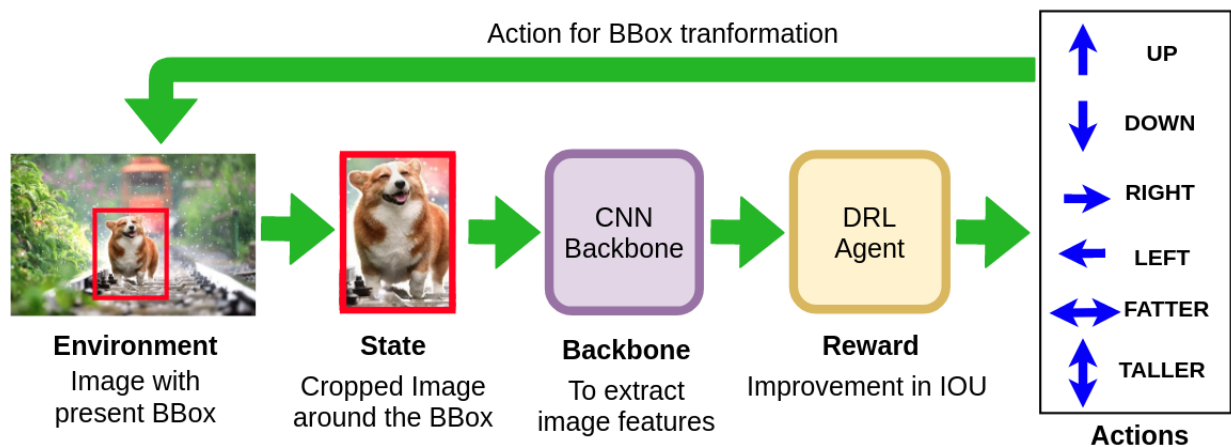 Action for BBox tranformation
UP
DOWN
RIGHT
LEFT
FATTER
TALLER
Actions
CNN
Backbone
DRL
Agent
Environment
Image with
present BBox
State
Cropped Image
around the BBox
Backbone
To extract
image features
Reward
Improvement in IOU